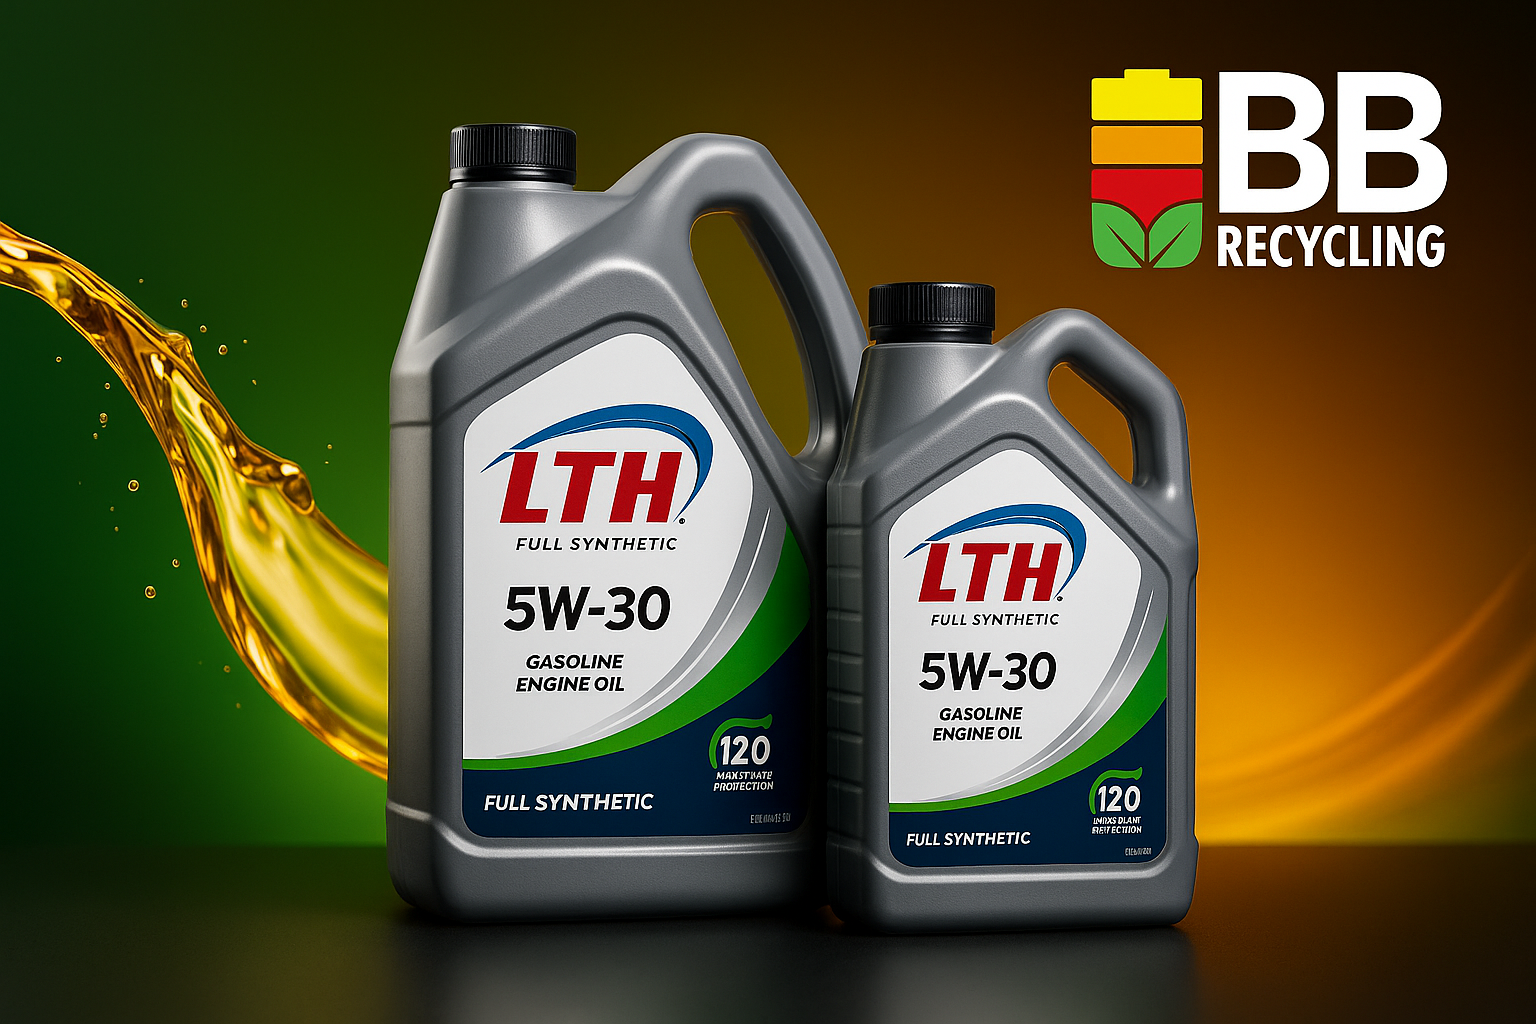 BB
RECYCLING
LTH
FULL SYNTHETIC
5W-30
GASOLINE
ENGINE OIL
120
PROTECTION
FULL SYNTHETIC
LTH
FULL SYNTHETIC
5W-30
GASOLINE
ENGINE OIL
120
FULL SYNTHETIC